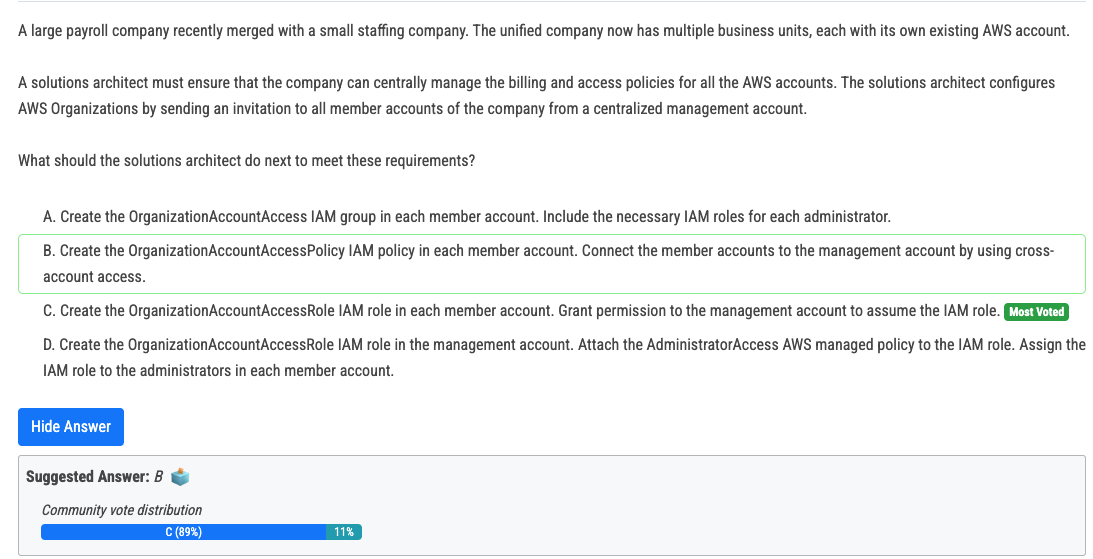 A large payroll company recently merged with a small staffing company. The unified company now has multiple business units, each with its own existing AWS account.
A solutions architect must ensure that the company can centrally manage the billing and access policies for all the AWS accounts. The solutions architect configures
AWS Organizations by sending an invitation to all member accounts of the company from a centralized management account.
What should the solutions architect do next to meet these requirements?
A. Create the OrganizationAccountAccess IAM group in each member account. Include the necessary IAM roles for each administrator.
B. Create the OrganizationAccountAccessPolicy IAM policy in each member account. Connect the member accounts to the management account by using cross-
account access.
C. Create the OrganizationAccountAccessRole IAM role in each member account. Grant permission to the management account to assume the IAM role. Most Voted
D. Create the OrganizationAccountAccessRole IAM role in the management account. Attach the AdministratorAccess AWS managed policy to the IAM role. Assign the
IAM role to the administrators in each member account.
Hide Answer
Suggested Answer: B
Community vote distribution
C (89%) 11%